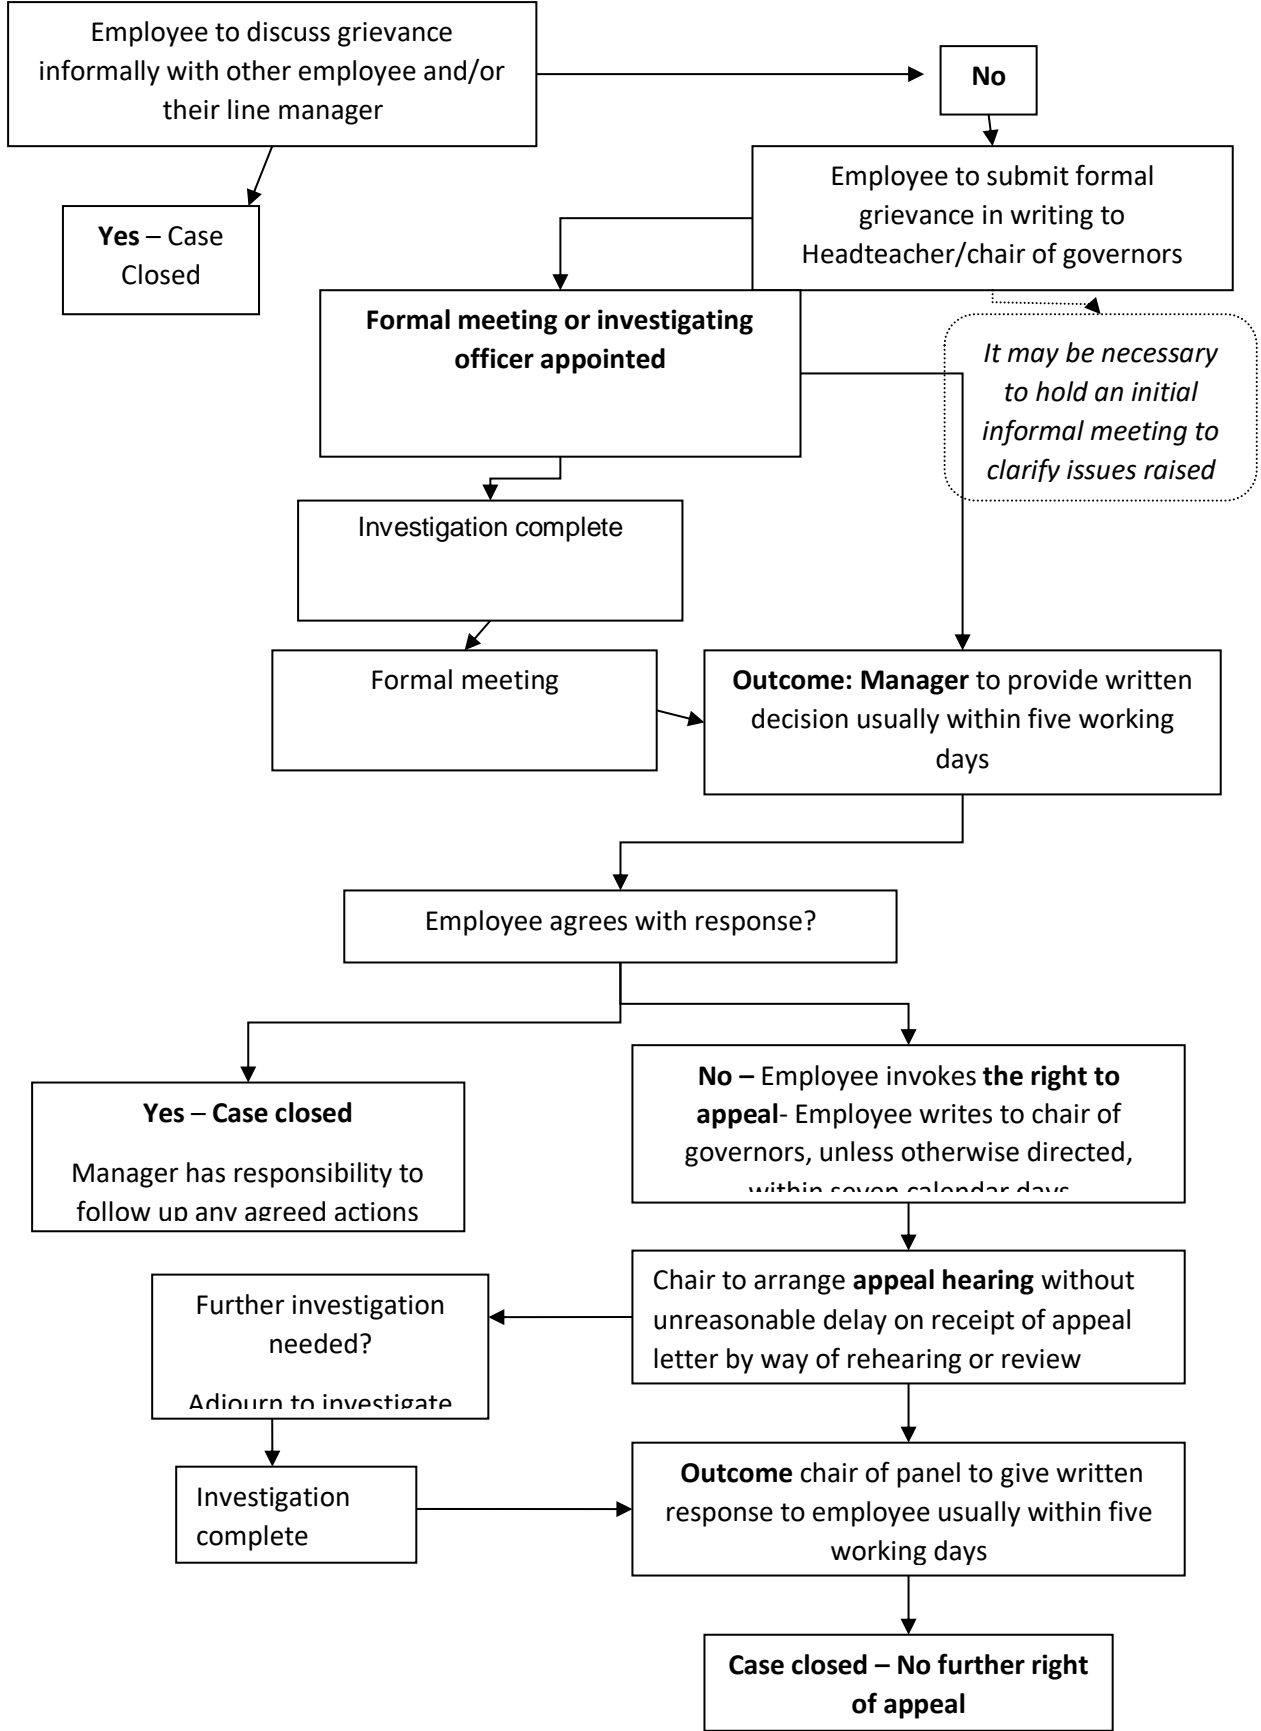 Employee to discuss grievance
informally with other employee and/or
their line manager
No
Yes – Case
Closed
Employee to submit formal
grievance in writing to
Headteacher/chair of governors
Formal meeting or investigating
officer appointed
It may be necessary
to hold an initial
informal meeting to
clarify issues raised
Investigation complete
Formal meeting
Outcome: Manager to provide written
decision usually within five working
days
Employee agrees with response?
Yes – Case closed
Manager has responsibility to
follow up any agreed actions
No – Employee invokes the right to
appeal- Employee writes to chair of
governors, unless otherwise directed,
within seven calendar days
Chair to arrange appeal hearing without
unreasonable delay on receipt of appeal
letter by way of rehearing or review
Further investigation
needed?
Adjourn to investigate
Investigation
complete
Outcome chair of panel to give written
response to employee usually within five
working days
Case closed – No further right
of appeal